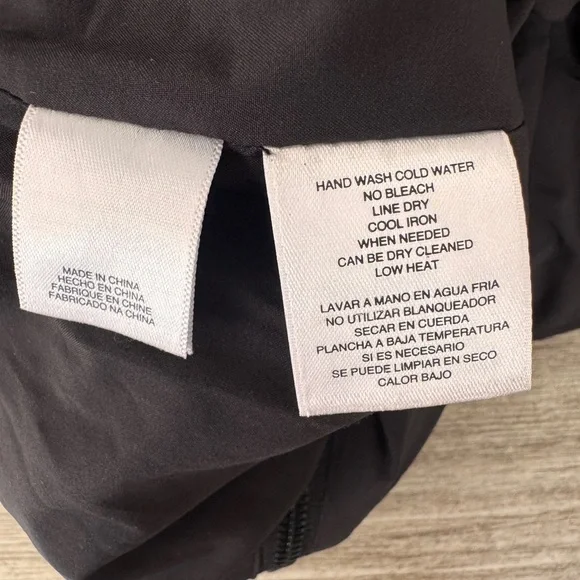 MADE IN CHINA
HECHO EN CHINA
FABRIQUE EN CHINE
FABRICADO NA CHINA
HAND WASH COLD WATER
NO BLEACH
LINE DRY
COOL IRON
WHEN NEEDED
CAN BE DRY CLEANED
LOW HEAT
LAVAR A MANO EN AGUA FRIA
NO UTILIZAR BLANQUEADOR
SECAR EN CUERDA
PLANCHA A BAJA TEMPERATURA
SI ES NECESARIO
SE PUEDE LIMPIAR EN SECO
CALOR BAJO